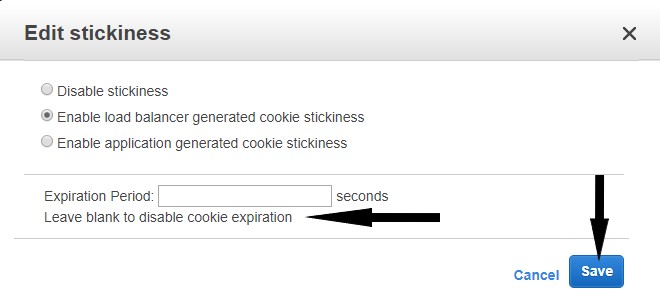 Edit stickiness
Disable stickiness
Enable load balancer generated cookie stickiness
Enable application generated cookie stickiness
Expiration Period: seconds
Leave blank to disable cookie expiration
Cancel Save